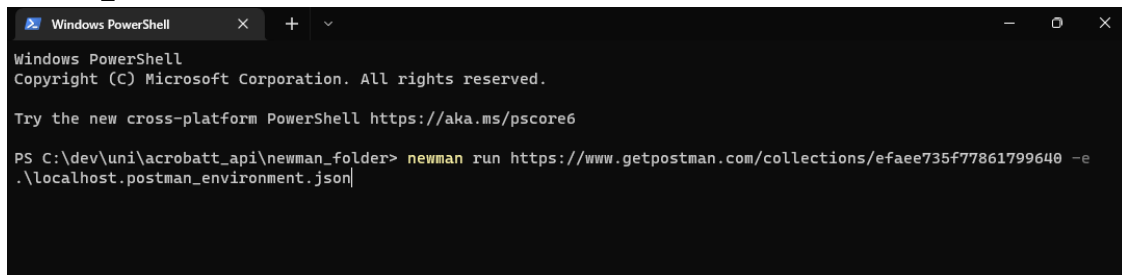 Windows PowerShell
Windows PowerShell
Copyright (C) Microsoft Corporation. All rights reserved.
Try the new cross-platform PowerShell https://aka.ms/pscore6
PS C:\dev\uni\acrobatt_api\newman_folder> newman run https://www.getpostman.com/collections/efaee735f77861799640 -e
.\localhost.postman_environment.json